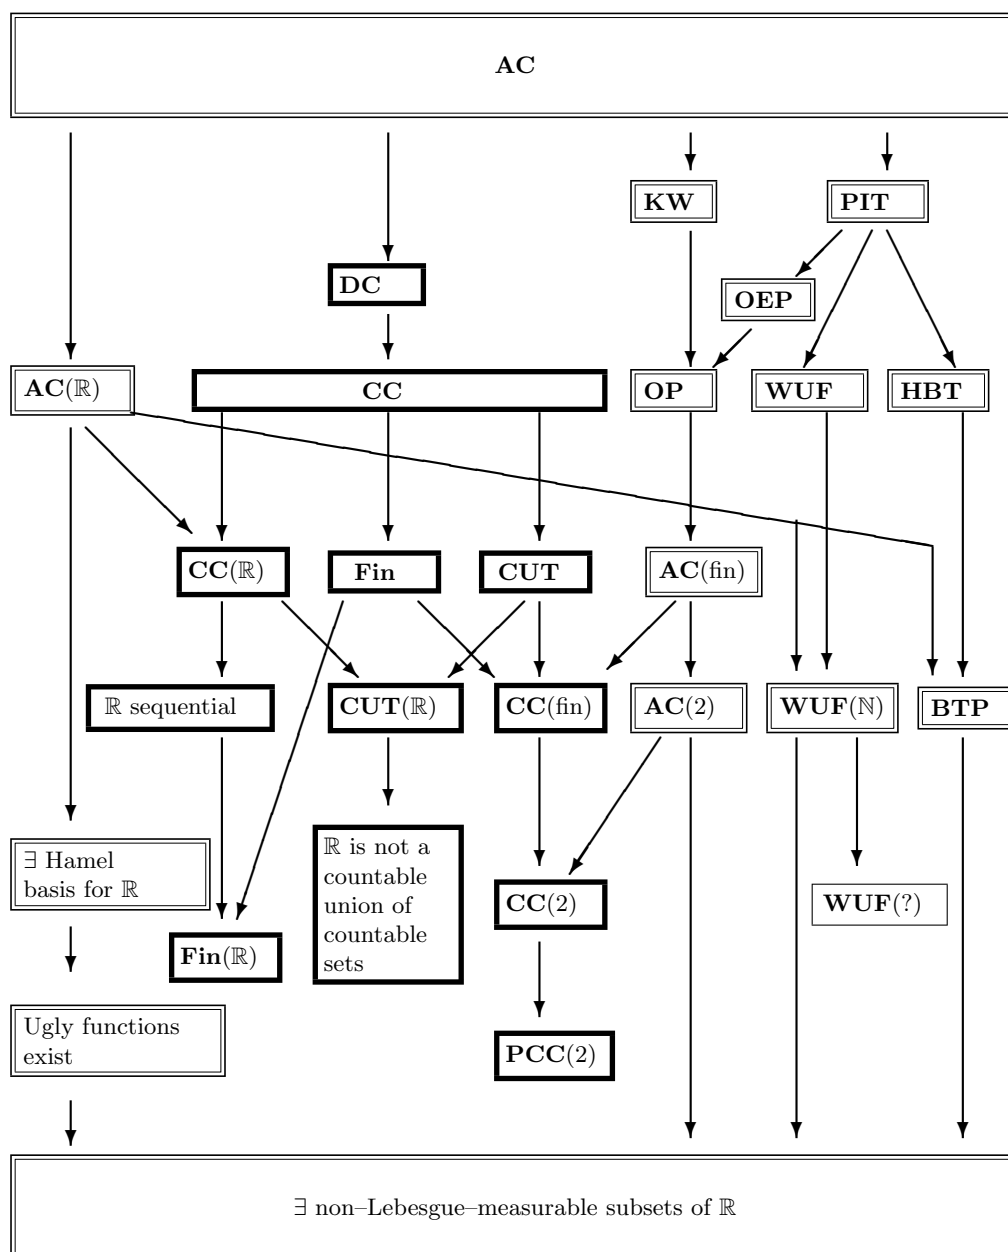 AC
KW
PIT
DC
OEP
AC(ℝ)
CC
OP
WUF
HBT
CC(ℝ)
Fin
CUT
AC(fin)
ℝ sequential
CUT(ℝ)
CC(fin)
AC(2)
WUF(ℕ)
BTP
∃ Hamel
basis for ℝ
ℝ is not a
countable
union of
countable
sets
CC(2)
WUF(?)
Fin(ℝ)
Ugly functions
exist
PCC(2)
∃ non–Lebesgue–measurable subsets of ℝ